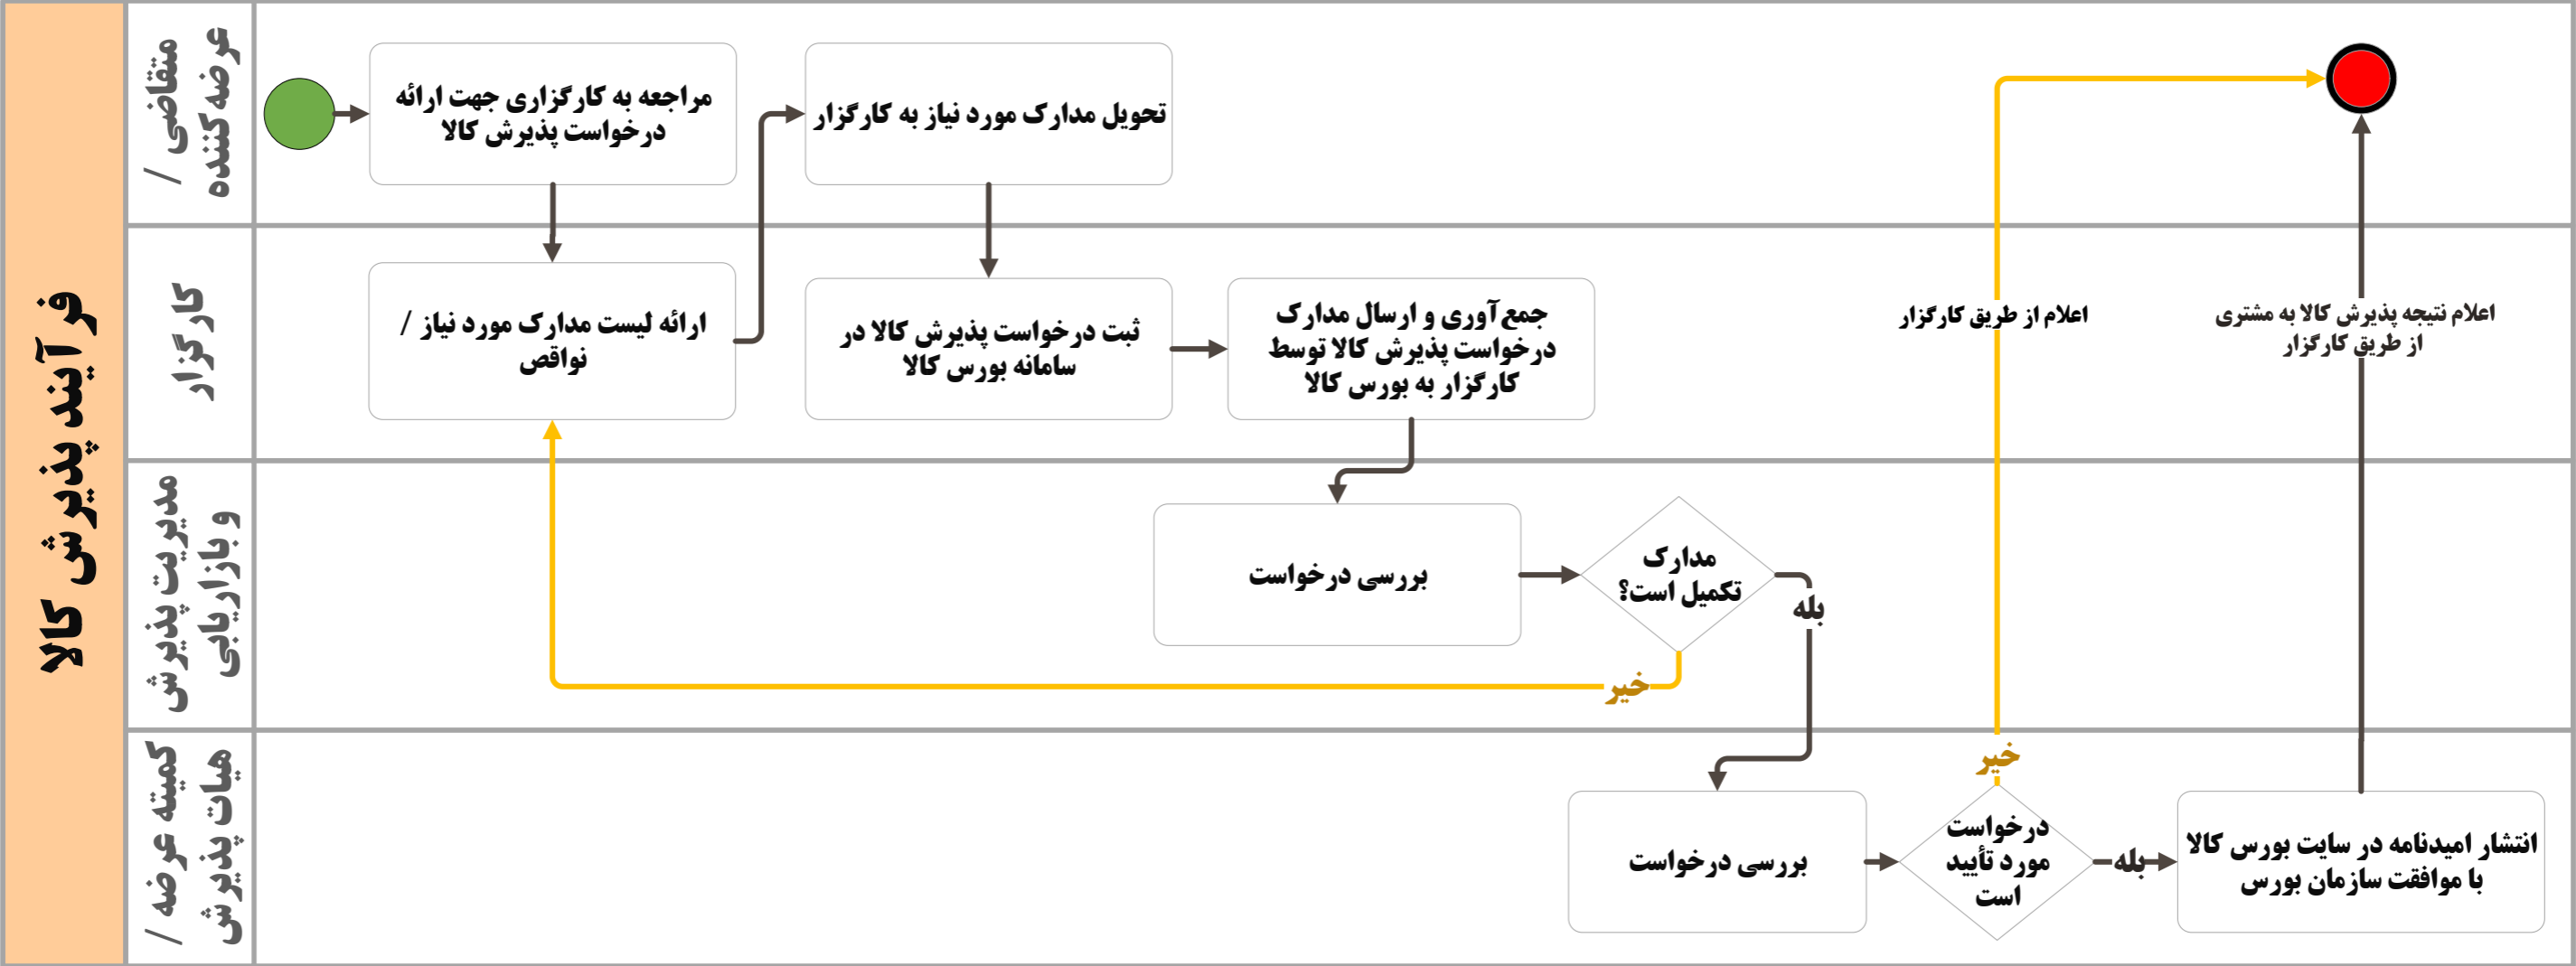 فرآیند پذیرش کالا
متقاضی /
عرضه‌کننده
مراجعه به کارگزاری جهت ارائه
درخواست پذیرش کالا
تحویل مدارک مورد نیاز به کارگزار
کارگزار
ارائه لیست مدارک مورد نیاز /
نواقص
ثبت درخواست پذیرش کالا در
سامانه بورس کالا
جمع‌آوری و ارسال مدارک
درخواست پذیرش کالا توسط
کارگزار به بورس کالا
اعلام از طریق کارگزار
اعلام نتیجه پذیرش کالا به مشتری
از طریق کارگزار
مدیریت پذیرش
و بازاریابی
بررسی درخواست
مدارک
تکمیل است؟
بله
خیر
کمیته عرضه /
هیات پذیرش
بررسی درخواست
خیر
درخواست
مورد تأیید
است
بله
انتشار امیدنامه در سایت بورس کالا
با موافقت سازمان بورس